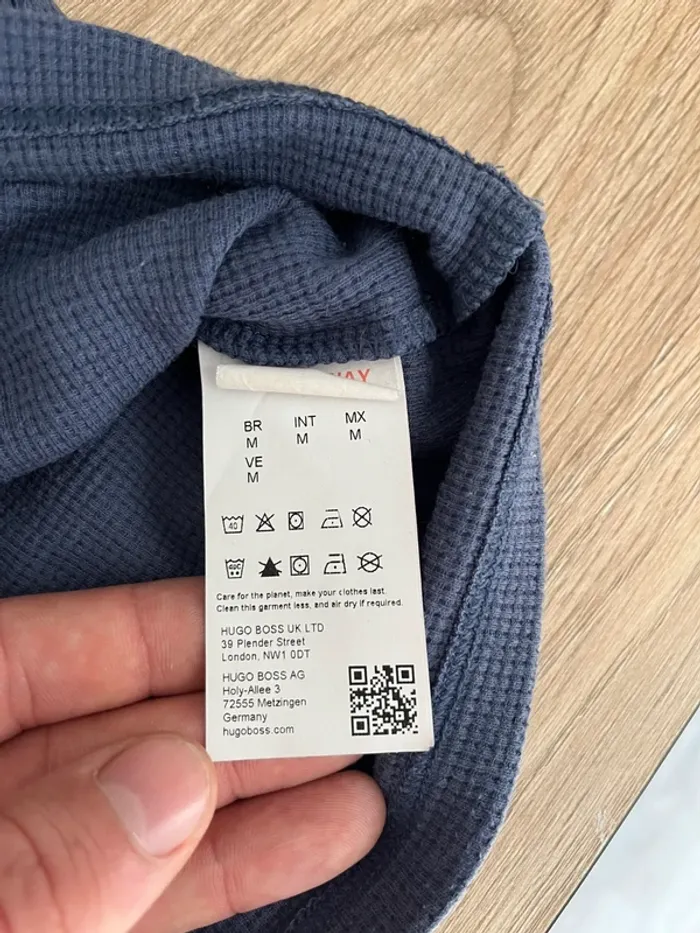 BR INT MX
M M M
VE
M
40
40C
Care for the planet, make your clothes last.
Clean this garment less, and air dry if required.
HUGO BOSS UK LTD
39 Plender Street
London, NW1 0DT
HUGO BOSS AG
Holy-Allee 3
72555 Metzingen
Germany
hugoboss.com